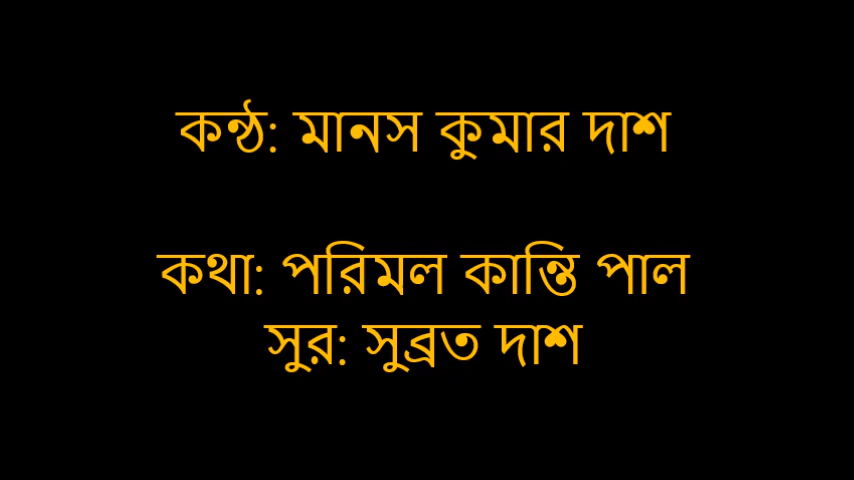 কন্ঠ: মানস কুমার দাশ
কথা: পরিমল কান্তি পাল
সুর: সুব্রত দাশ